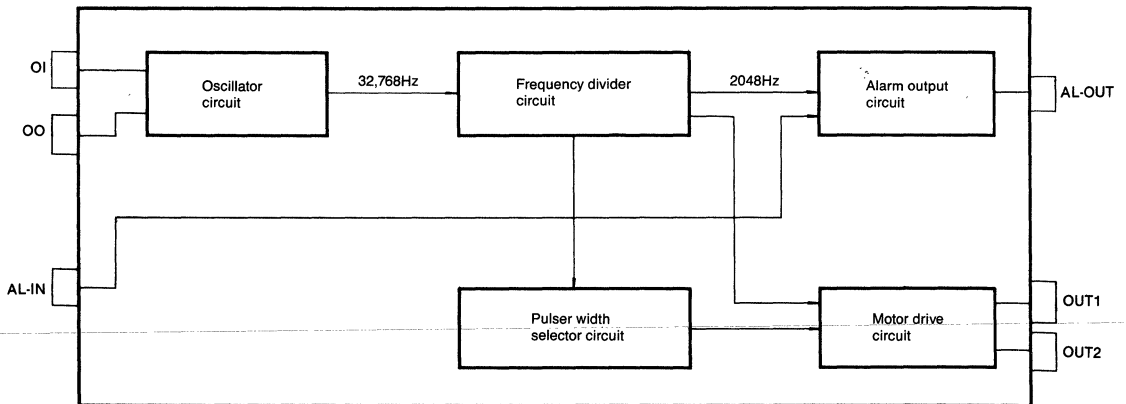 OI
OO
AL-IN
Oscillator
circuit
32,768Hz
Frequency divider
circuit
2048Hz
Alarm output
circuit
AL-OUT
Pulser width
selector circuit
Motor drive
circuit
OUT1
OUT2